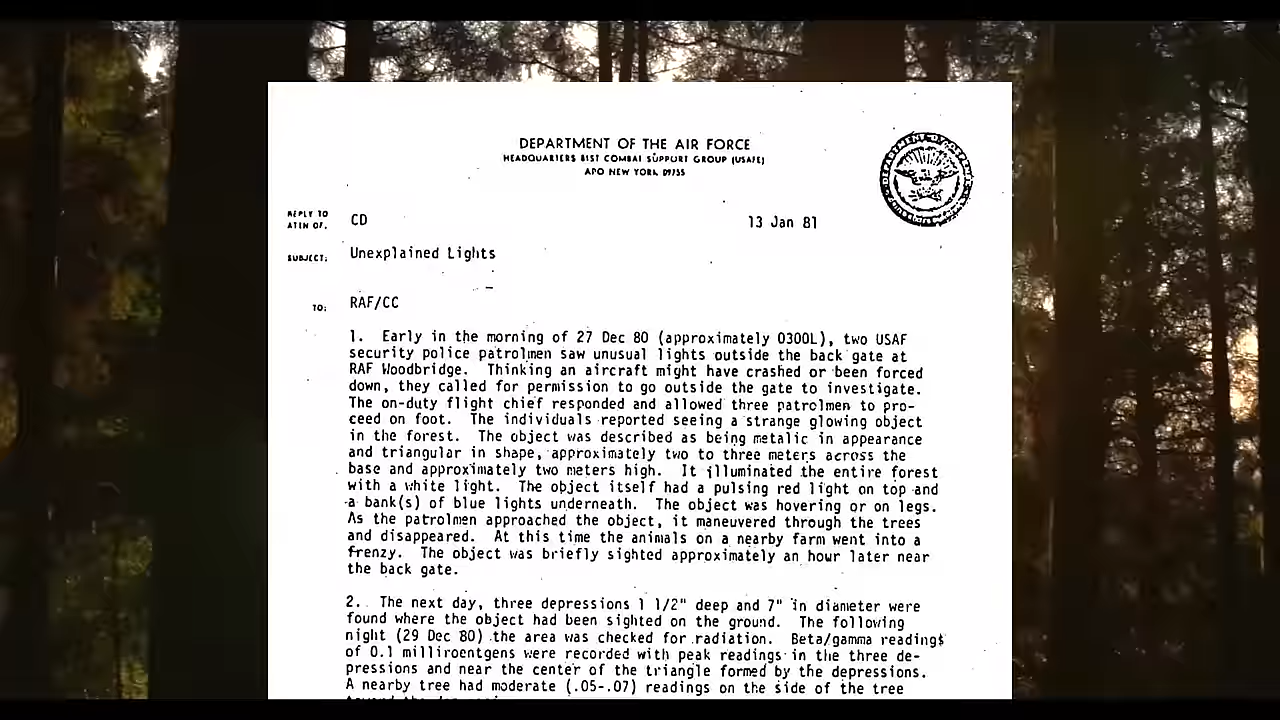 DEPARTMENT OF THE AIR FORCE
HEADQUARTERS 81ST COMBAT SUPPORT GROUP (USAFE)
APO NEW YORK 09755
REPLY TO
ATTN OF:
CD
13 Jan 81
SUBJECT:
Unexplained Lights
TO:
RAF/CC
1. Early in the morning of 27 Dec 80 (approximately 0300L), two USAF
security police patrolmen saw unusual lights outside the back gate at
RAF Woodbridge. Thinking an aircraft might have crashed or been forced
down, they called for permission to go outside the gate to investigate.
The on-duty flight chief responded and allowed three patrolmen to pro-
ceed on foot. The individuals reported seeing a strange glowing object
in the forest. The object was described as being metalic in appearance
and triangular in shape, approximately two to three meters across the
base and approximately two meters high. It illuminated the entire forest
with a white light. The object itself had a pulsing red light on top and
a bank(s) of blue lights underneath. The object was hovering or on legs.
As the patrolmen approached the object, it maneuvered through the trees
and disappeared. At this time the animals on a nearby farm went into a
frenzy. The object was briefly sighted approximately an hour later near
the back gate.
2. The next day, three depressions 1 1/2" deep and 7" in diameter were
found where the object had been sighted on the ground. The following
night (29 Dec 80) the area was checked for radiation. Beta/gamma readings
of 0.1 milliroentgens were recorded with peak readings in the three de-
pressions and near the center of the triangle formed by the depressions.
A nearby tree had moderate (.05-.07) readings on the side of the tree